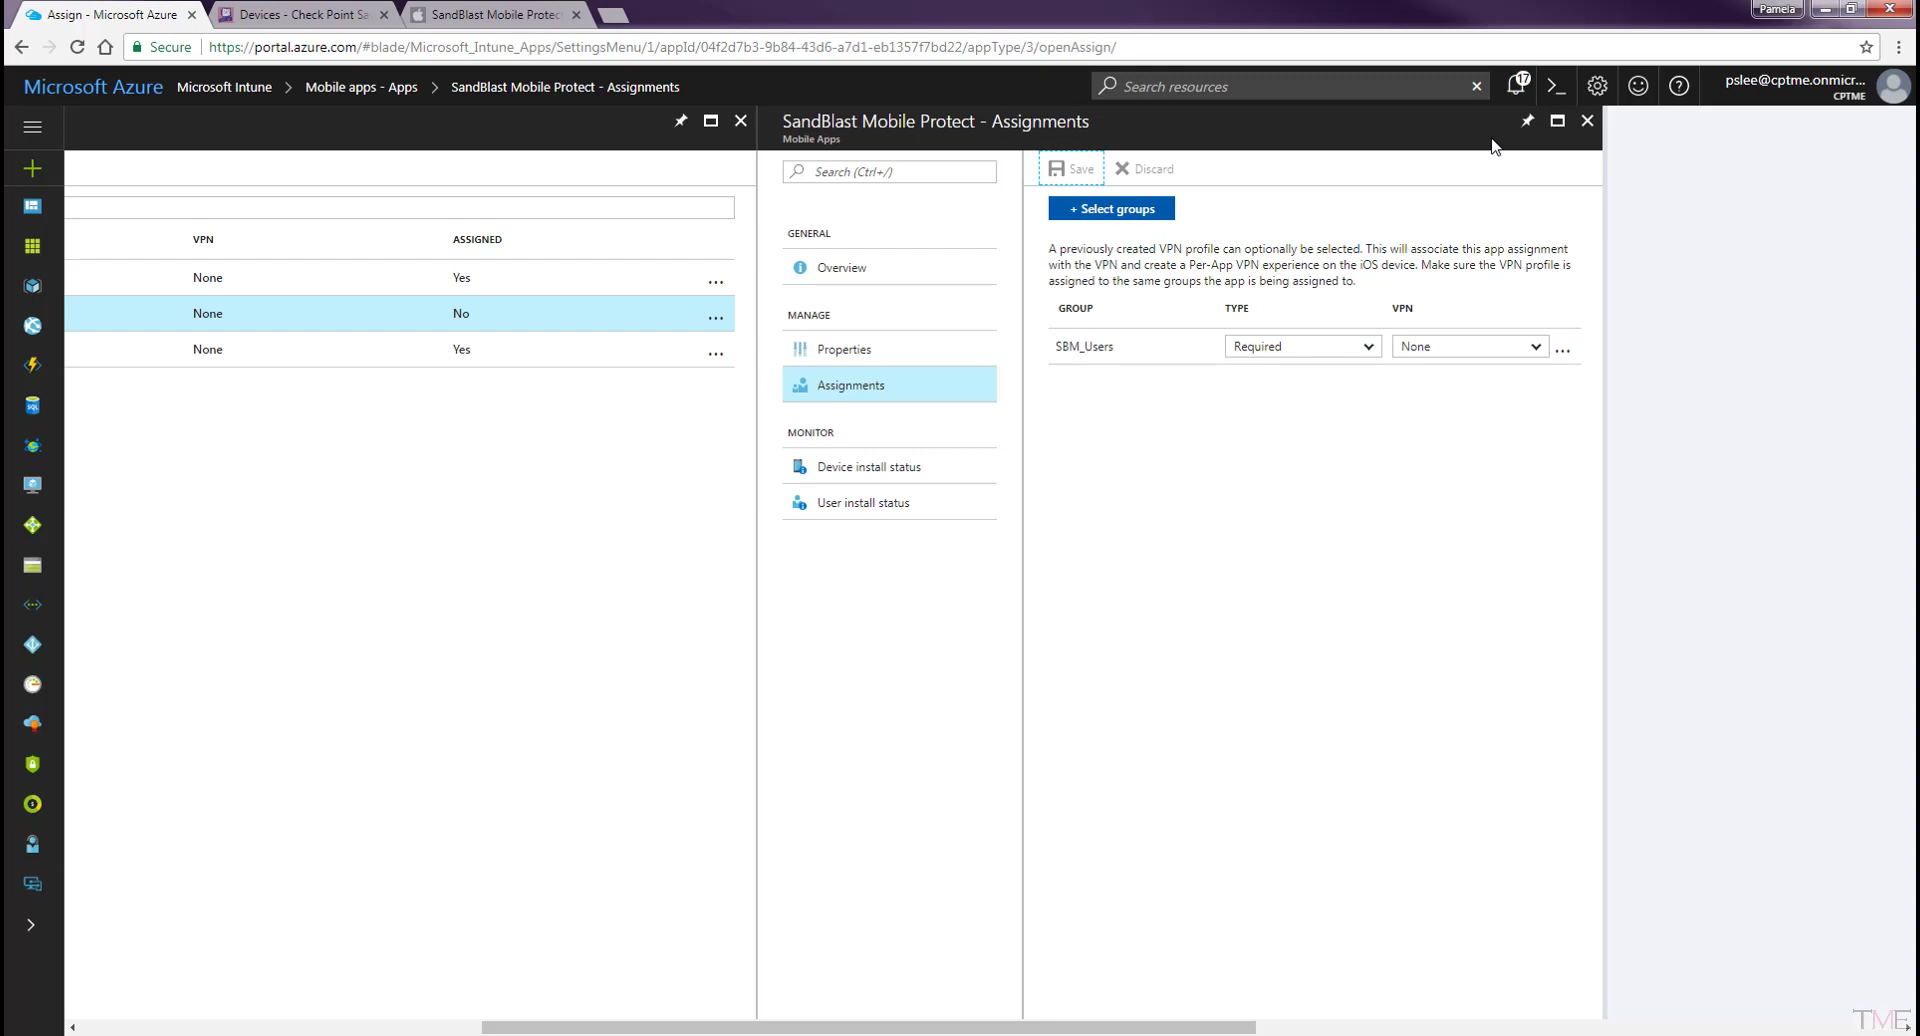 Assign - Microsoft Azure
Devices - Check Point Sa
SandBlast Mobile Protec
Pamela
Secure
https://portal.azure.com/#blade/Microsoft_Intune_Apps/SettingsMenu/1/appId/04f2d7b3-9b84-43d6-a7d1-eb1357f7bd22/appType/3/openAssign/
Microsoft Azure
Microsoft Intune > Mobile apps - Apps > SandBlast Mobile Protect - Assignments
Search resources
17
pslee@cptme.onmicr...
CPTME
SandBlast Mobile Protect - Assignments
Mobile Apps
VPN ASSIGNED
None Yes ...
None No ...
None Yes ...
Search (Ctrl+/)
GENERAL
Overview
MANAGE
Properties
Assignments
MONITOR
Device install status
User install status
Save Discard
+ Select groups
A previously created VPN profile can optionally be selected. This will associate this app assignment
with the VPN and create a Per-App VPN experience on the iOS device. Make sure the VPN profile is
assigned to the same groups the app is being assigned to.
GROUP TYPE VPN
SBM_Users Required None ...
SQL
TME